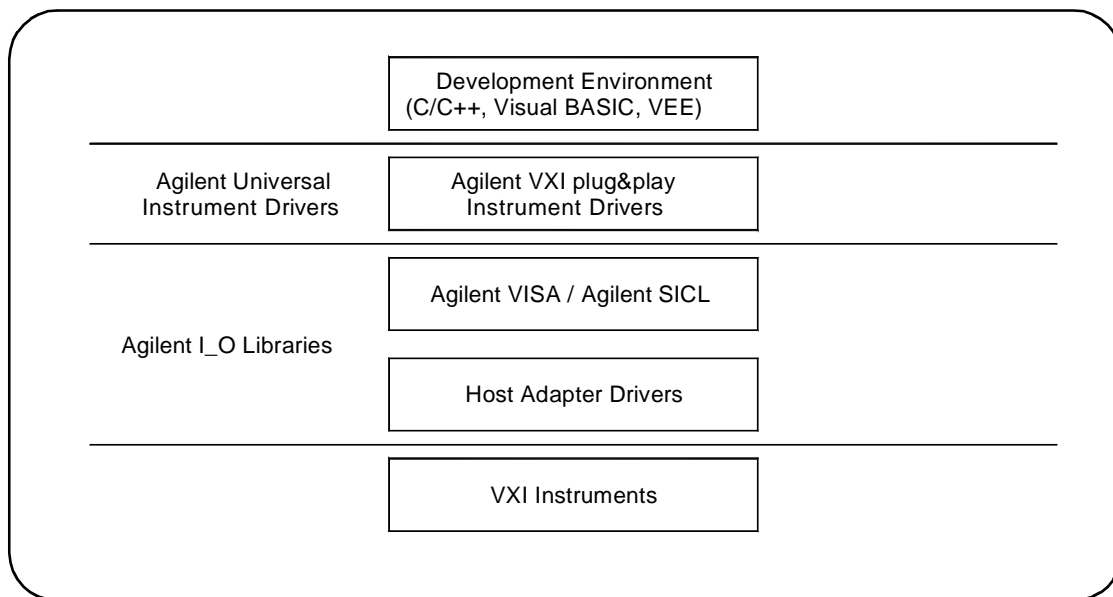 Development Environment
(C/C++, Visual BASIC, VEE)
Agilent Universal
Instrument Drivers
Agilent VXI plug&play
Instrument Drivers
Agilent VISA / Agilent SICL
Agilent I_O Libraries
Host Adapter Drivers
VXI Instruments